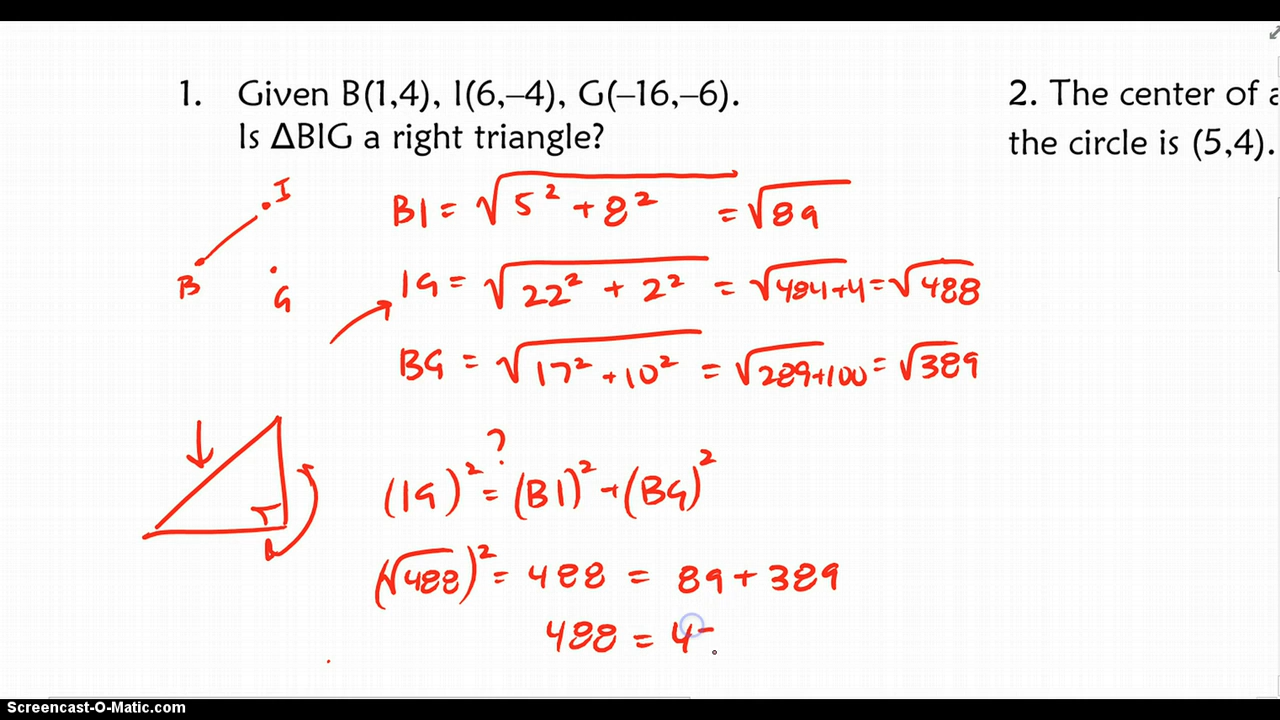 1. Given B(1,4), I(6,–4), G(–16,–6).
Is ΔBIG a right triangle?
2. The center of a
the circle is (5,4).
I
B
G
BI = √5² + 8² = √89
IG = √22² + 2² = √484+4 = √488
BG = √17² + 10² = √289+100 = √389
?
(IG)² = (BI)² + (BG)²
(√488)² = 488 = 89 + 389
488 = 4
Screencast-O-Matic.com